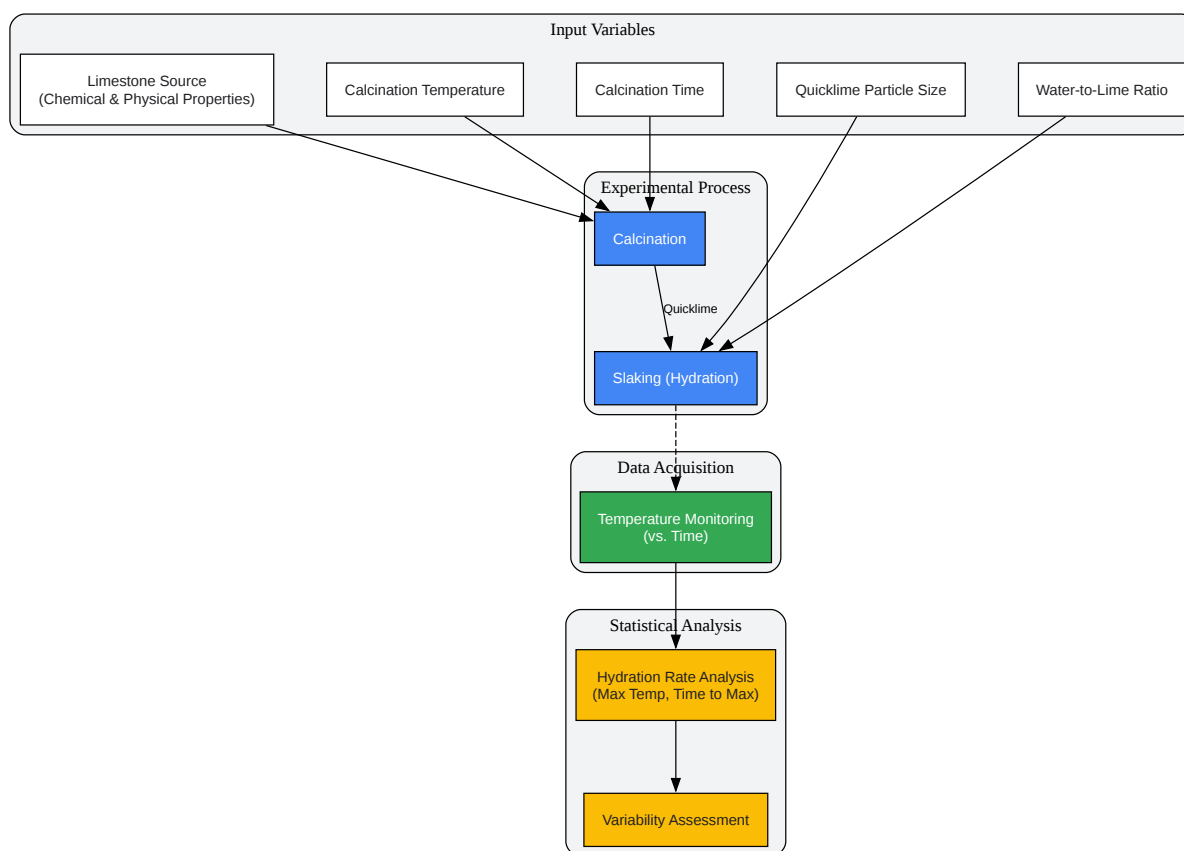 Input Variables
Limestone Source
(Chemical & Physical Properties)
Calcination Temperature
Calcination Time
Quicklime Particle Size
Water-to-Lime Ratio
Experimental Process
Calcination
Quicklime
Slaking (Hydration)
Data Acquisition
Temperature Monitoring
(vs. Time)
Statistical Analysis
Hydration Rate Analysis
(Max Temp, Time to Max)
Variability Assessment